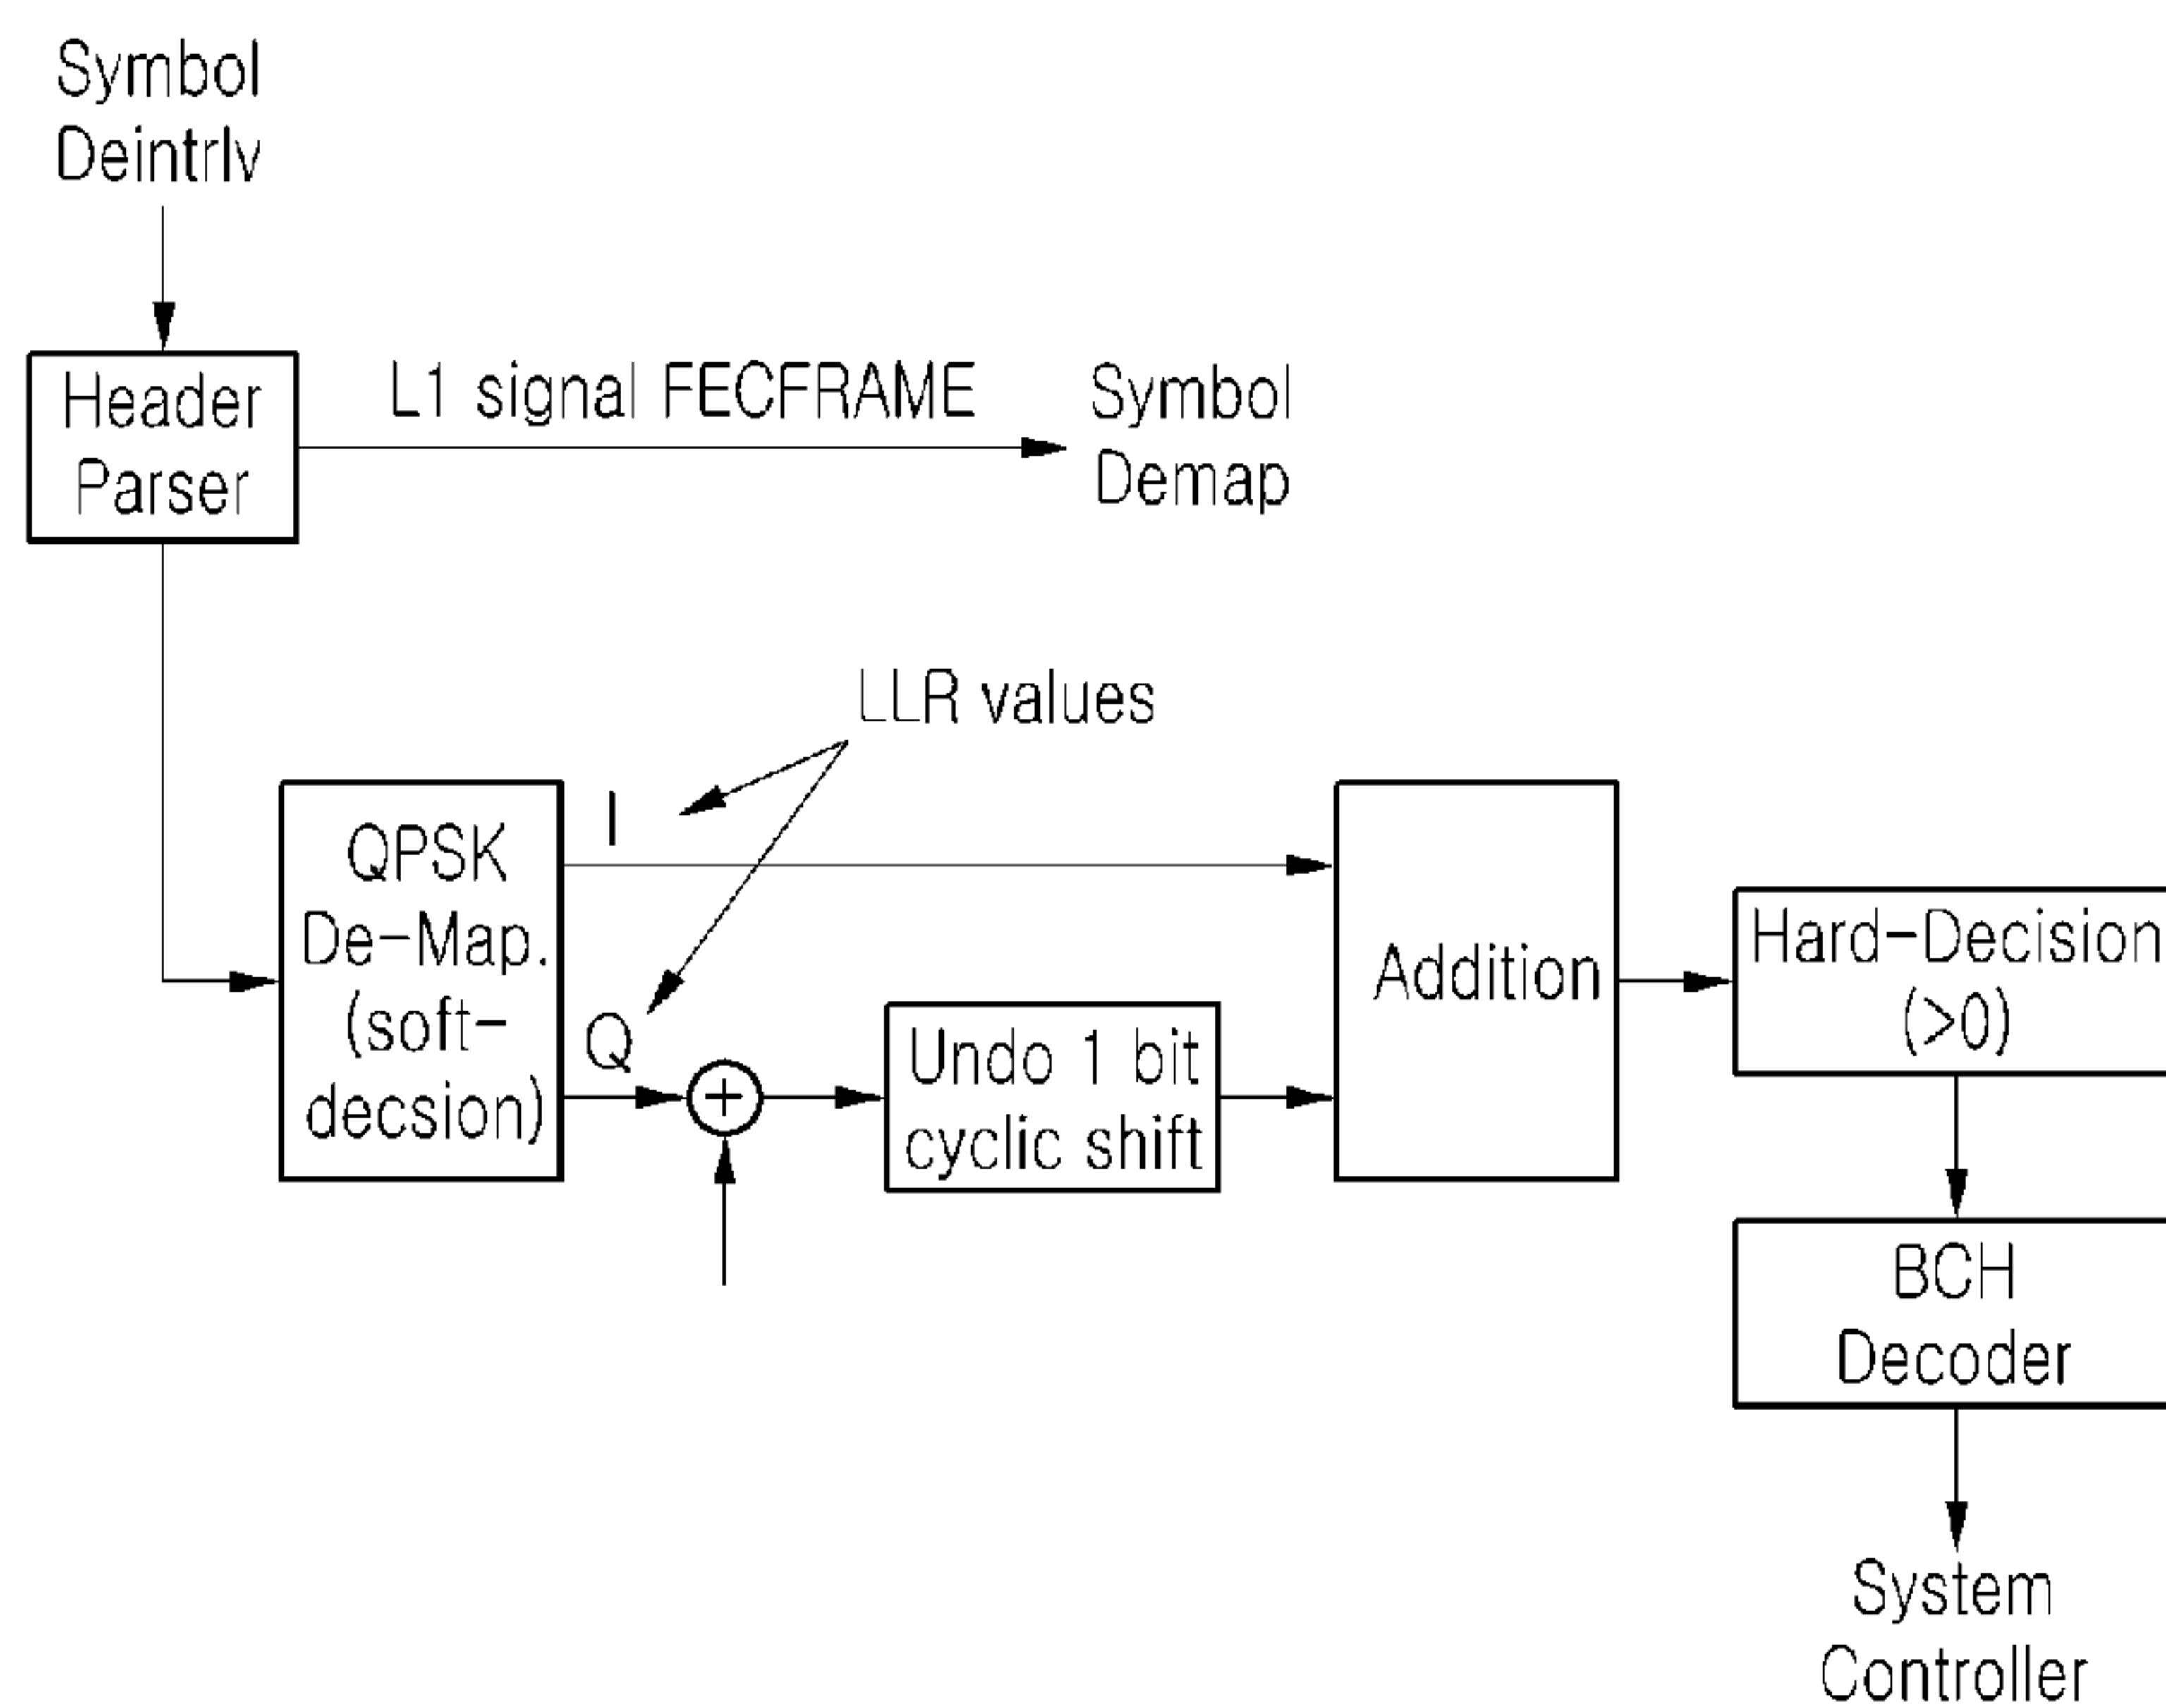 Symbol
Deintrlv
Header
Parser
L1 signal FECFRAME
Symbol
Demap
LLR values
I
QPSK
De-Map.
(soft-
decsion)
Q
+
Undo 1 bit
cyclic shift
Addition
Hard-Decision
(>0)
BCH
Decoder
System
Controller